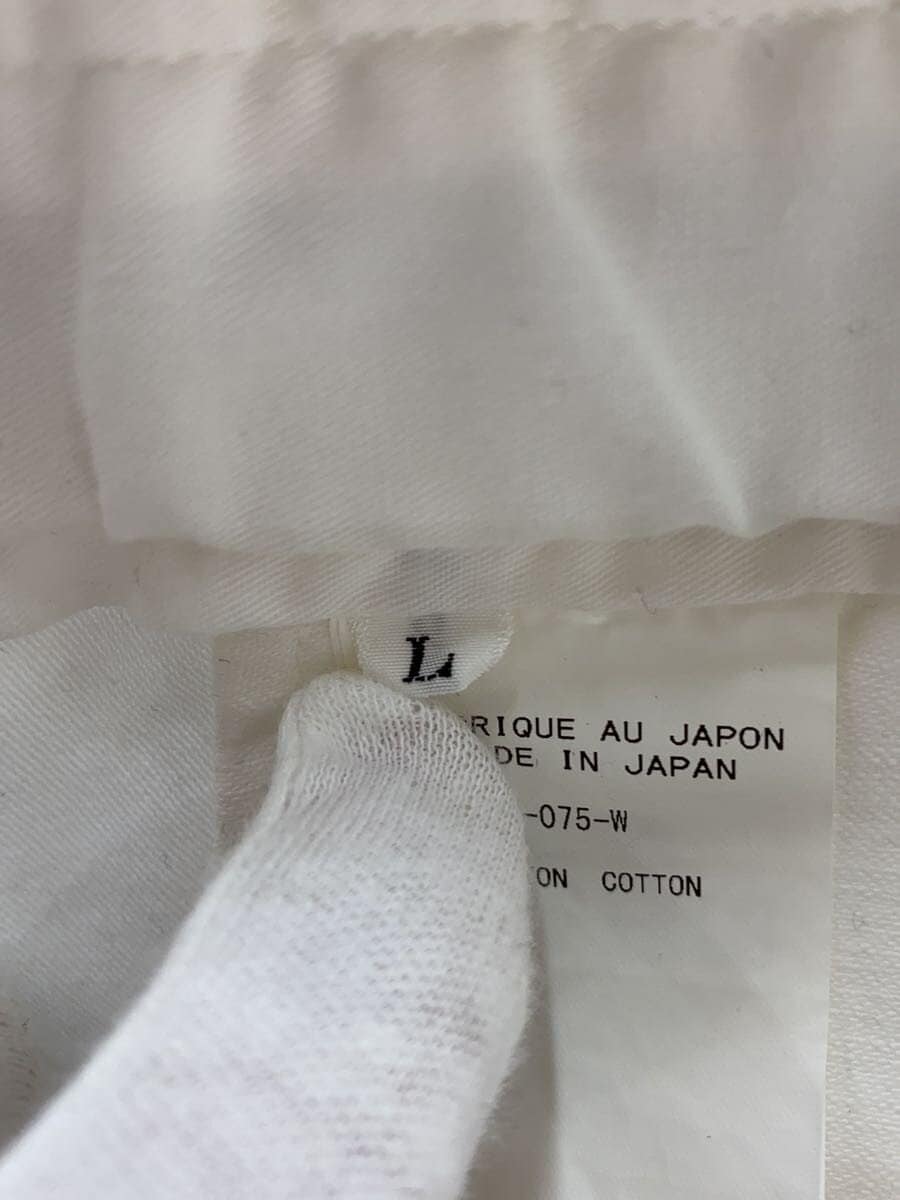 L
RIQUE AU JAPON
DE IN JAPAN
-075-W
ON COTTON